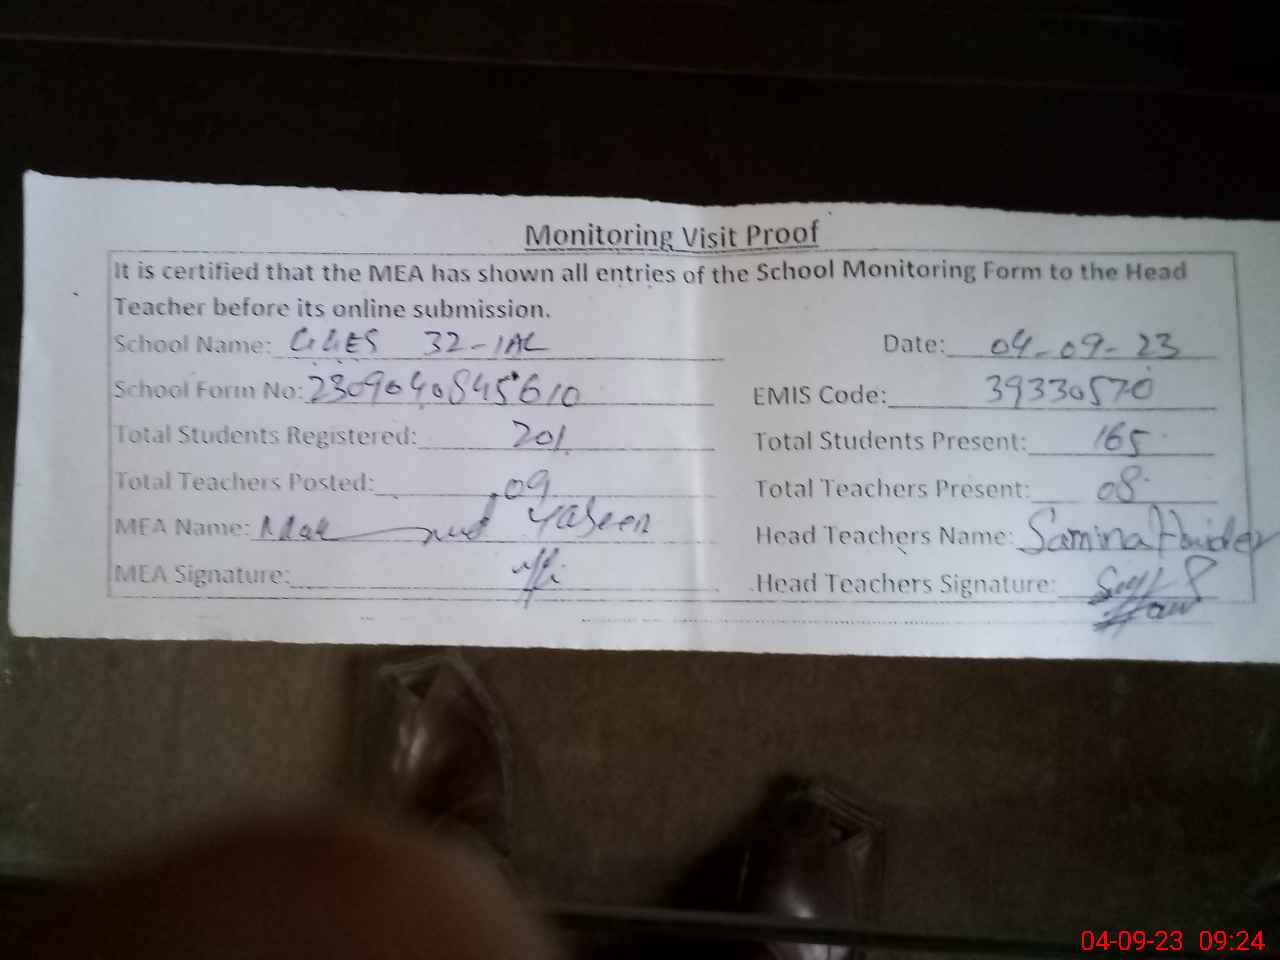 Monitoring Visit Proof
It is certified that the MEA has shown all entries of the School Monitoring Form to the Head
Teacher before its online submission.
School Name: GGES 32-1AL Date: 04-09-23
School Form No: 2309040845610 EMIS Code: 39330570
Total Students Registered: 201 Total Students Present: 165
Total Teachers Posted: 09 Total Teachers Present: 08
MEA Name: Mahmud Yaseen Head Teachers Name: Samina Haider
MEA Signature: Head Teachers Signature:
04-09-23 09:24